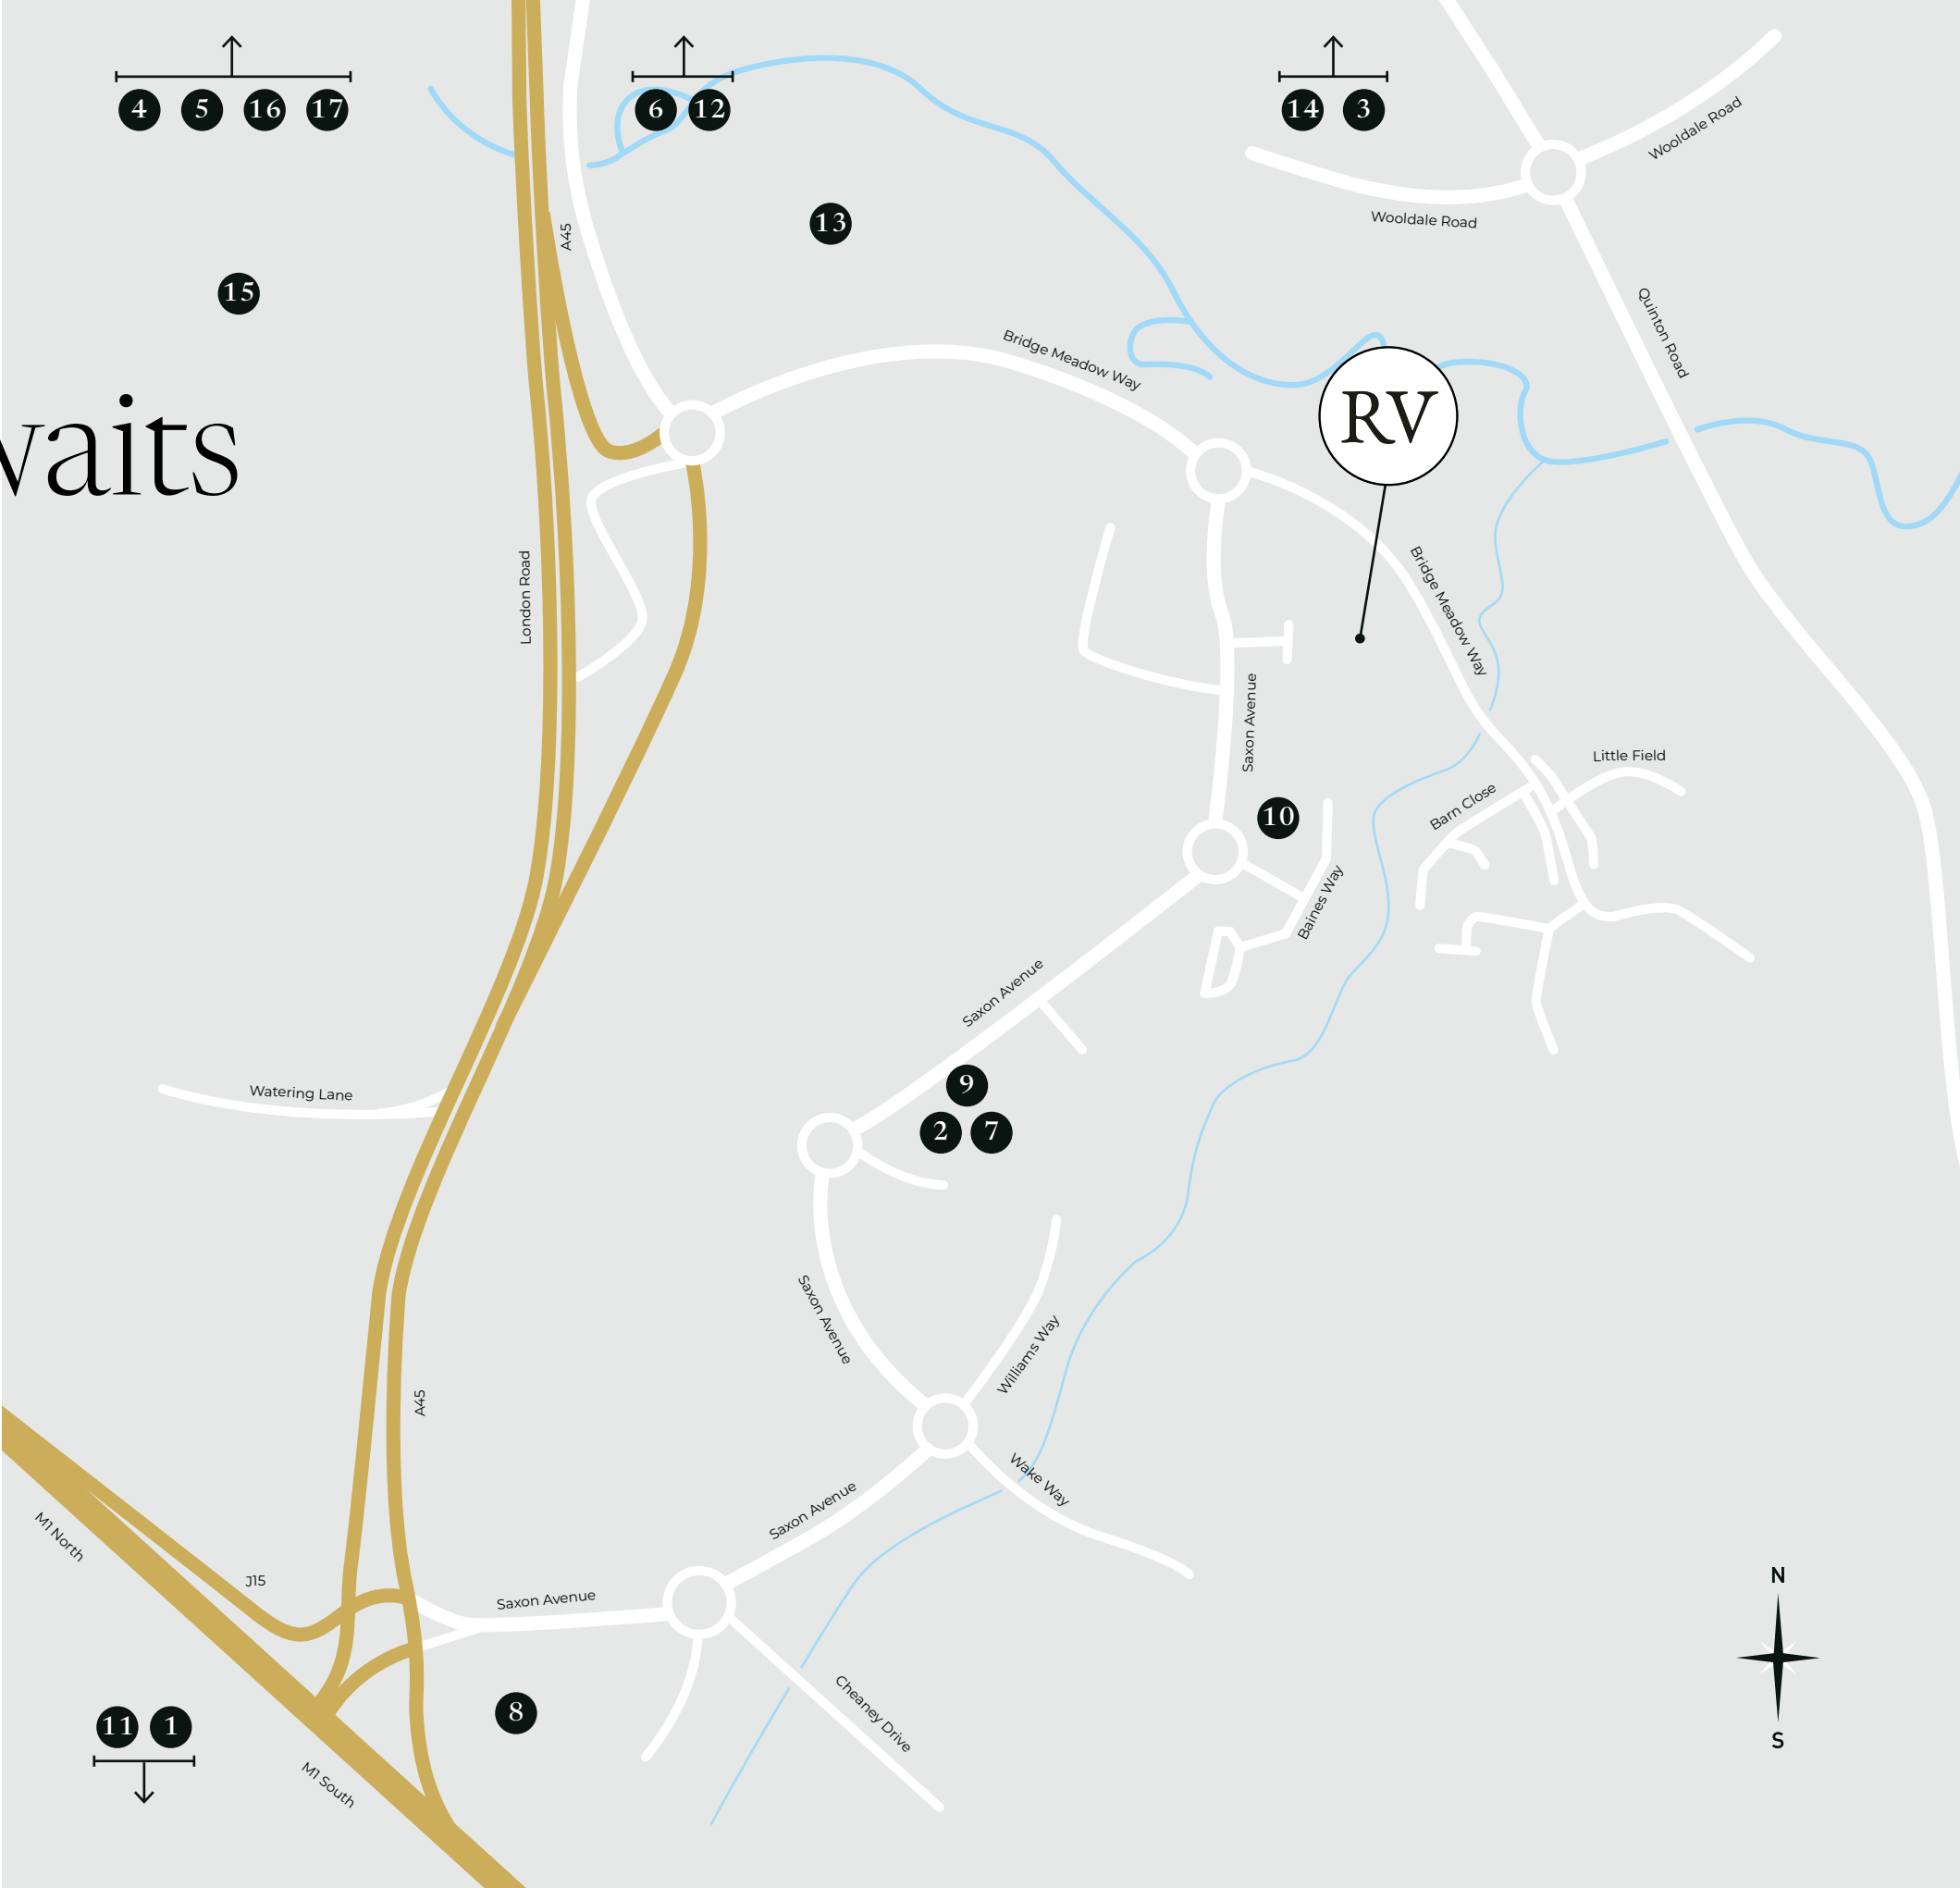 4 5 16 17
6 12
14 3
Wooldale Road
Wooldale Road
A45
13
15
Quinton Road
Bridge Meadow Way
RV
waits
London Road
Bridge Meadow Way
Saxon Avenue
Little Field
Barn Close
10
Baines Way
Saxon Avenue
Watering Lane
9
2 7
Saxon Avenue
Williams Way
A45
Wake Way
Saxon Avenue
M1 North
J15
Saxon Avenue
N
Cheaney Drive
8
11 1
M1 South
S